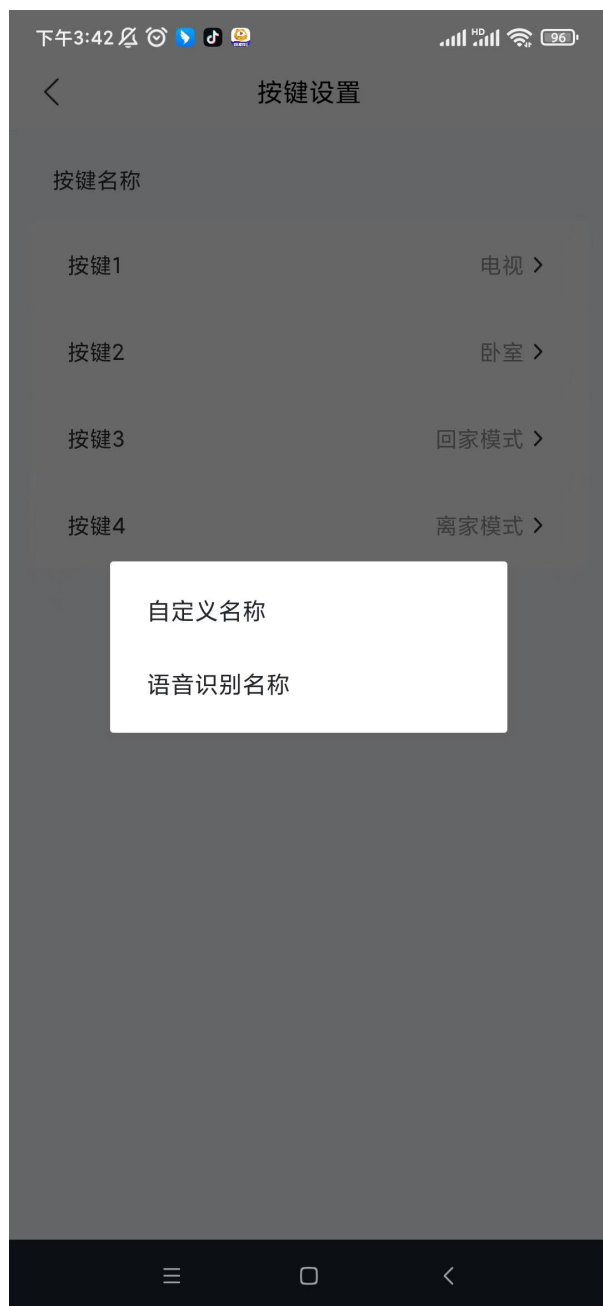 下午3:42
HD
96
按键设置
按键名称
按键1 电视
按键2 卧室
按键3 回家模式
按键4 离家模式
自定义名称
语音识别名称